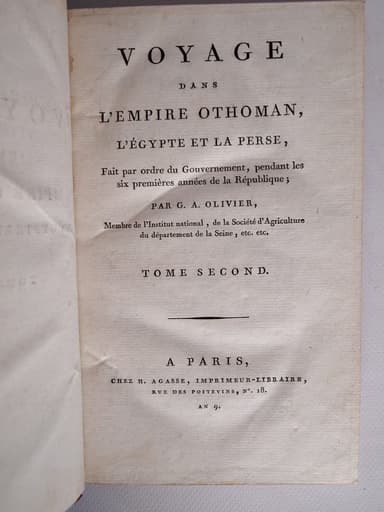 VOYAGE
DANS
L'EMPIRE OTHOMAN,
L'ÉGYPTE ET LA PERSE,
Fait par ordre du Gouvernement, pendant les
six premières années de la République;
PAR G. A. OLIVIER,
Membre de l'Institut national, de la Société d'Agriculture
du département de la Seine, etc. etc.
TOME SECOND.
A PARIS,
CHEZ H. AGASSE, IMPRIMEUR-LIBRAIRE,
RUE DES POITEVINS, N°. 18.
AN 9.